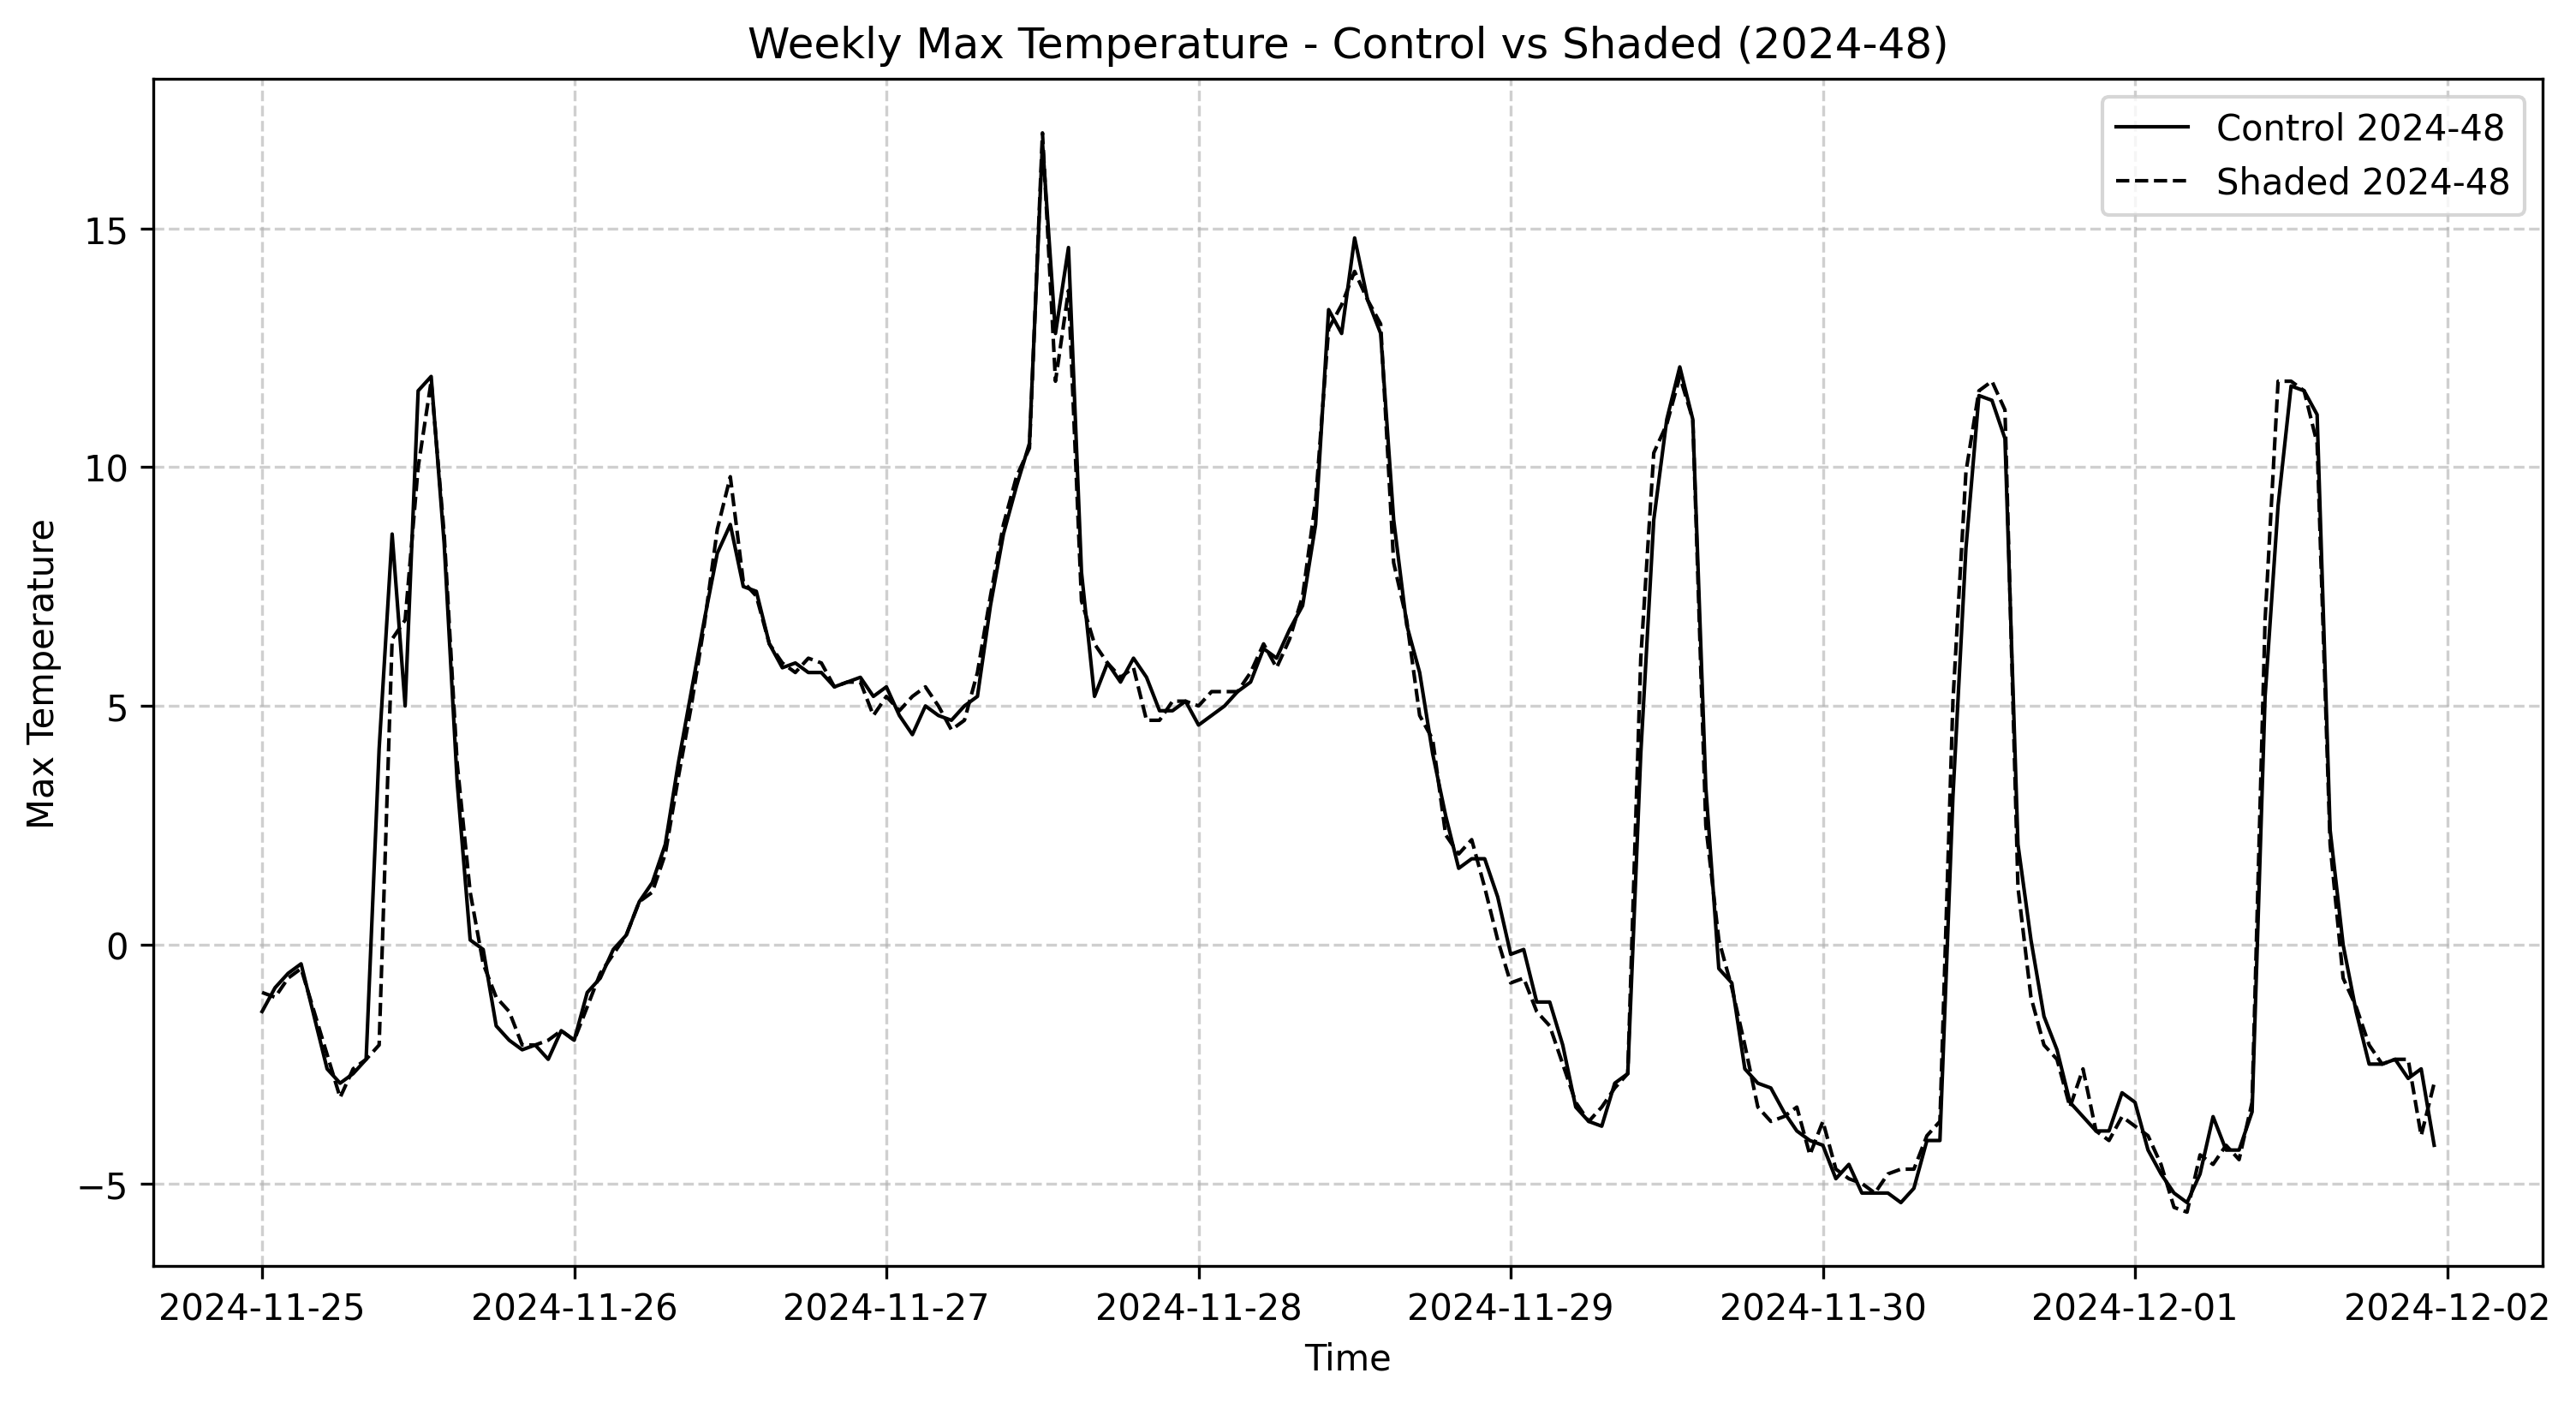 Weekly Max Temperature - Control vs Shaded (2024-48)
Control 2024-48
Shaded 2024-48
Max Temperature
15
10
5
0
−5
2024-11-25
2024-11-26
2024-11-27
2024-11-28
2024-11-29
2024-11-30
2024-12-01
2024-12-02
Time